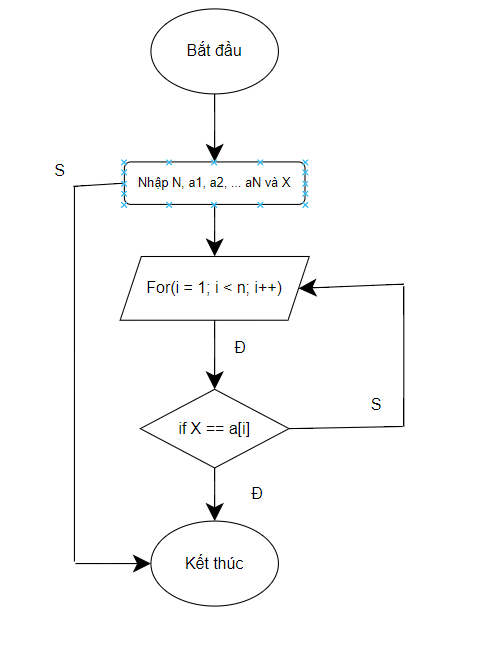 Bắt đầu
S
Nhập N, a1, a2, ... aN và X
For(i = 1; i < n; i++)
Đ
S
if X == a[i]
Đ
Kết thúc